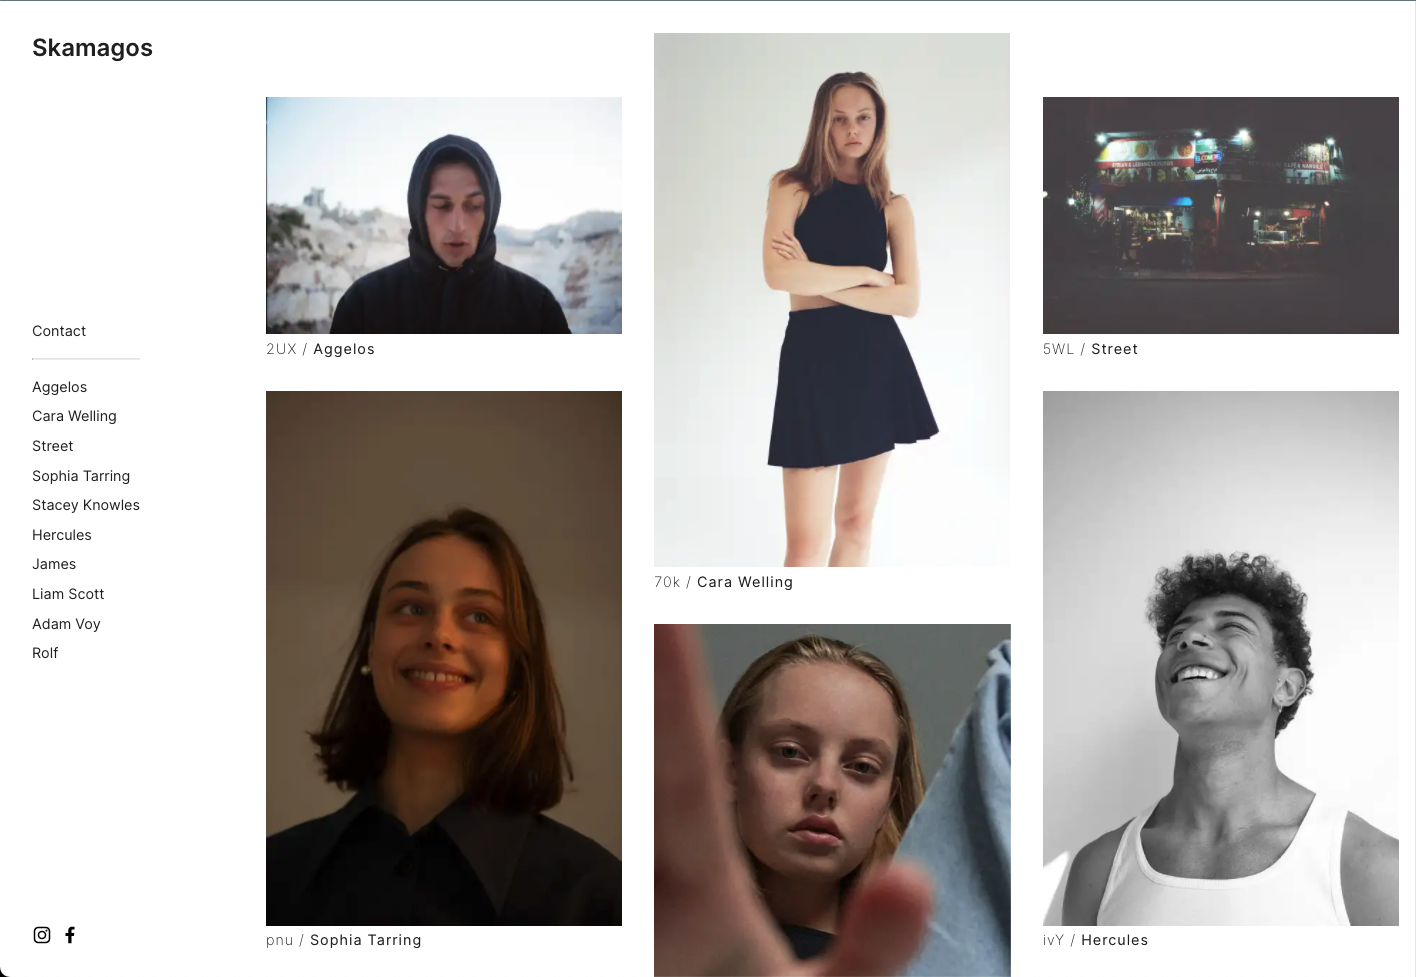 Skamagos
Contact
Aggelos
Cara Welling
Street
Sophia Tarring
Stacey Knowles
Hercules
James
Liam Scott
Adam Voy
Rolf
2UX / Aggelos
70k / Cara Welling
5WL / Street
pnu / Sophia Tarring
ivY / Hercules